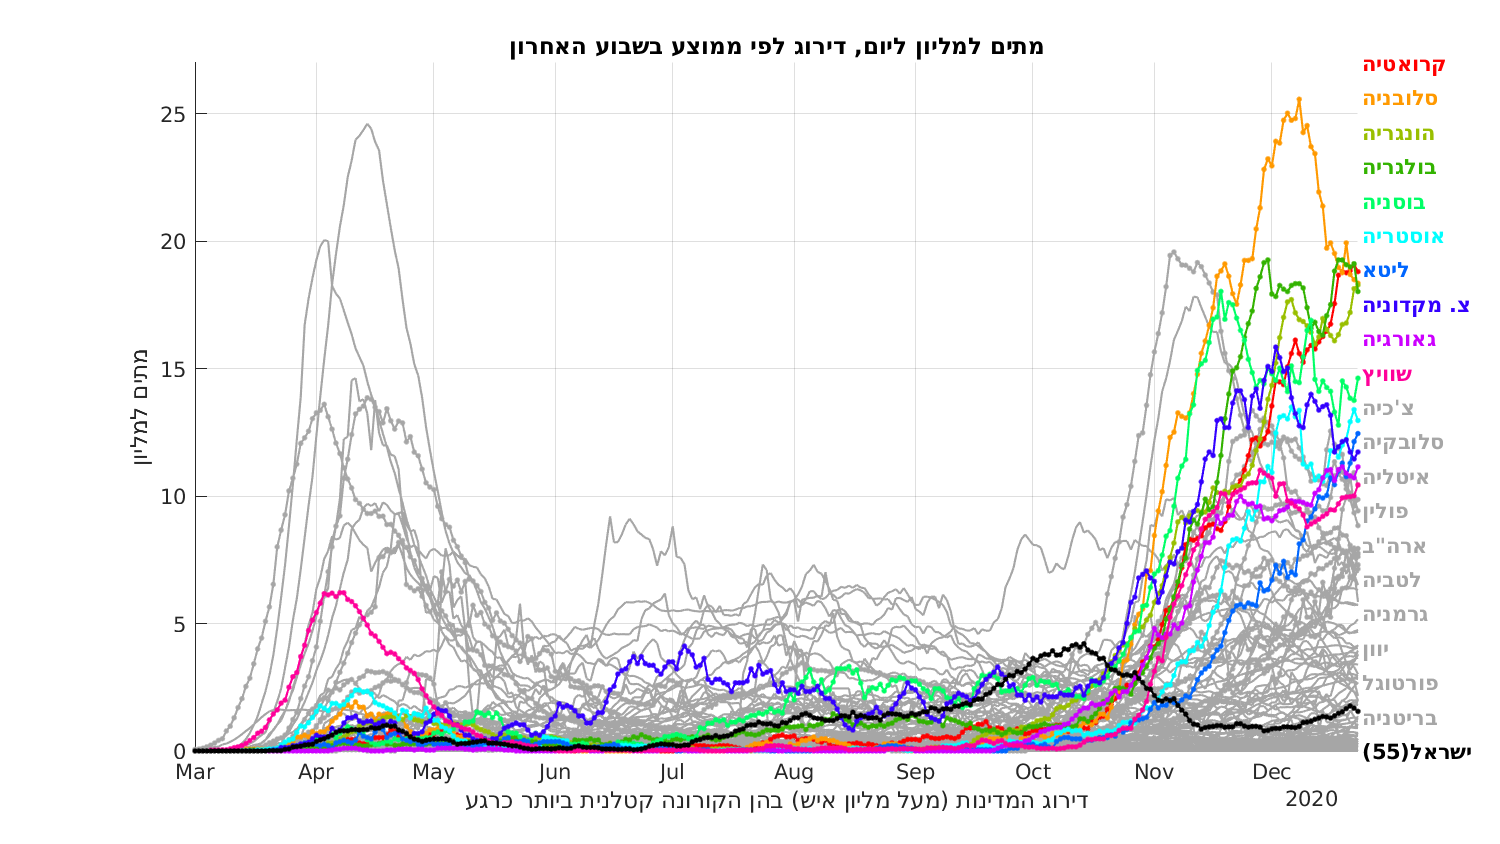 מתים למליון ליום, דירוג לפי ממוצע בשבוע האחרון
מתים למליון
25
20
15
10
5
0
Mar Apr May Jun Jul Aug Sep Oct Nov Dec
2020
דירוג המדינות (מעל מליון איש) בהן הקורונה קטלנית ביותר כרגע
קרואטיה
סלובניה
הונגריה
בולגריה
בוסניה
אוסטריה
ליטא
צ. מקדוניה
גאורגיה
שוויץ
צ'כיה
סלובקיה
איטליה
פולין
ארה"ב
לטביה
גרמניה
יוון
פורטוגל
בריטניה
ישראל(55)